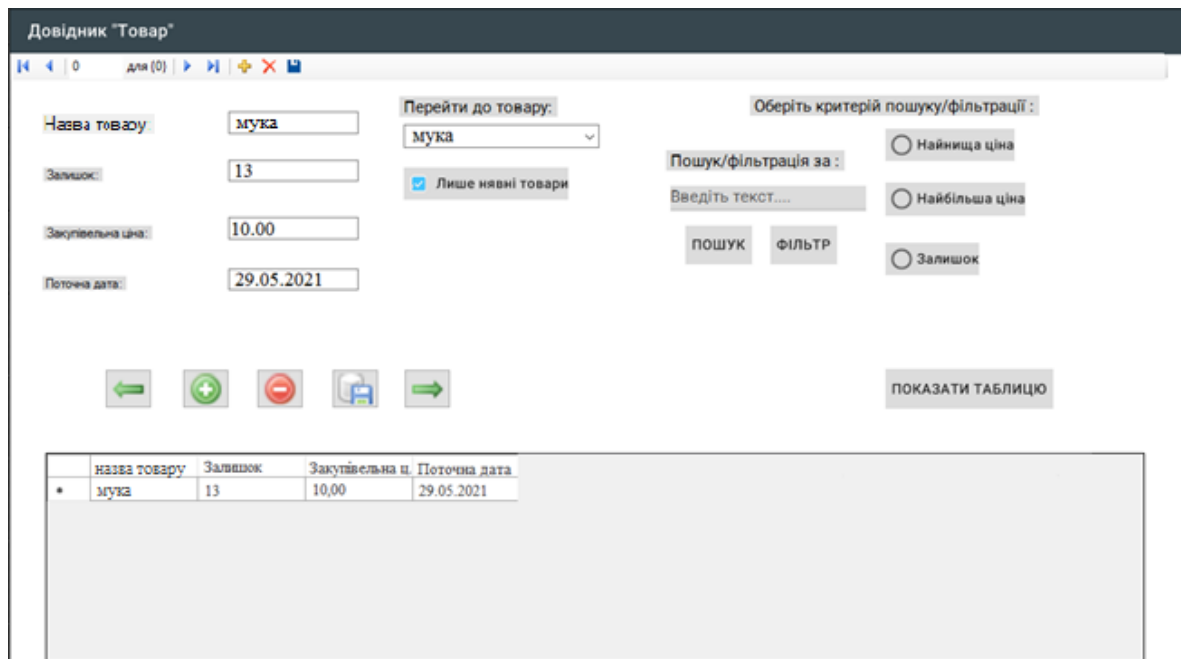 Довідник "Товар"
0 для (0)
Назва товару
мука
Залишок:
13
Закупівельна ціна:
10.00
Поточна дата:
29.05.2021
Перейти до товару:
мука
Лише нявні товари
Оберіть критерій пошуку/фільтрації :
Пошук/фільтрація за :
Введіть текст....
ПОШУК ФІЛЬТР
Найнища ціна
Найбільша ціна
Залишок
ПОКАЗАТИ ТАБЛИЦЮ
назва товару Залишок Закупівельна ц. Поточна дата
мука 13 10,00 29.05.2021